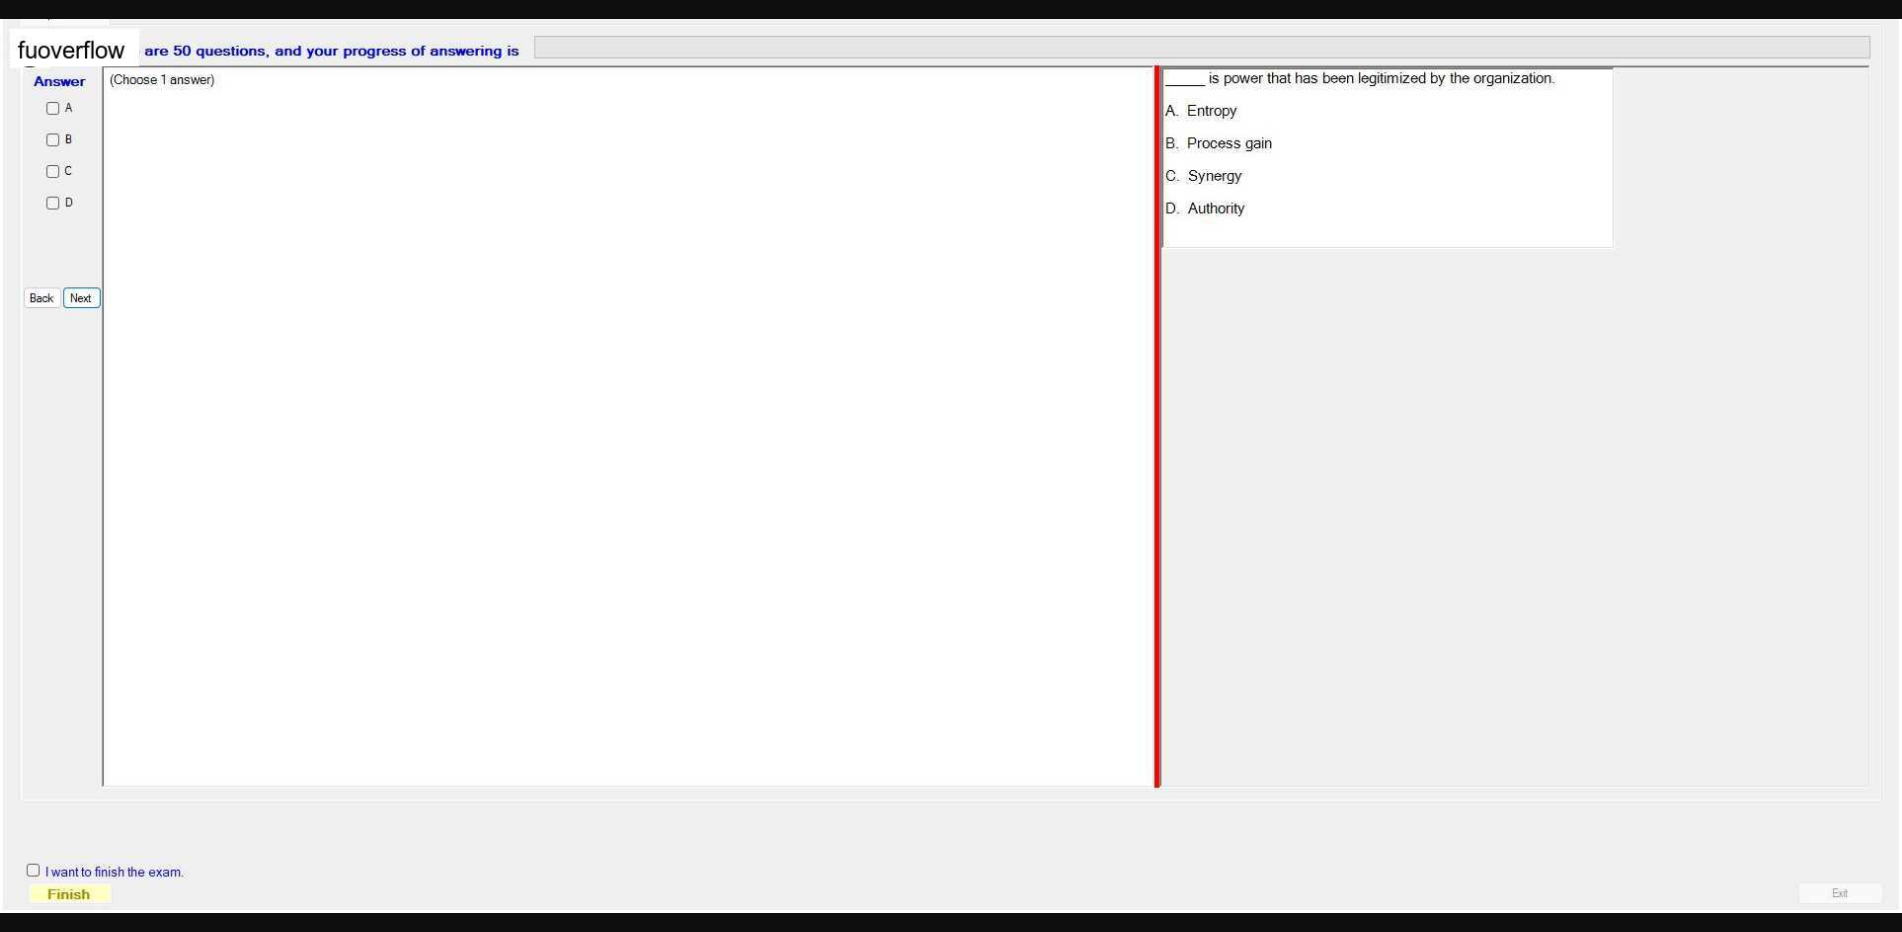 fuoverflow are 50 questions, and your progress of answering is
Answer
(Choose 1 answer)
A
B
C
D
Back Next
_____ is power that has been legitimized by the organization.
A. Entropy
B. Process gain
C. Synergy
D. Authority
I want to finish the exam.
Finish
Exit